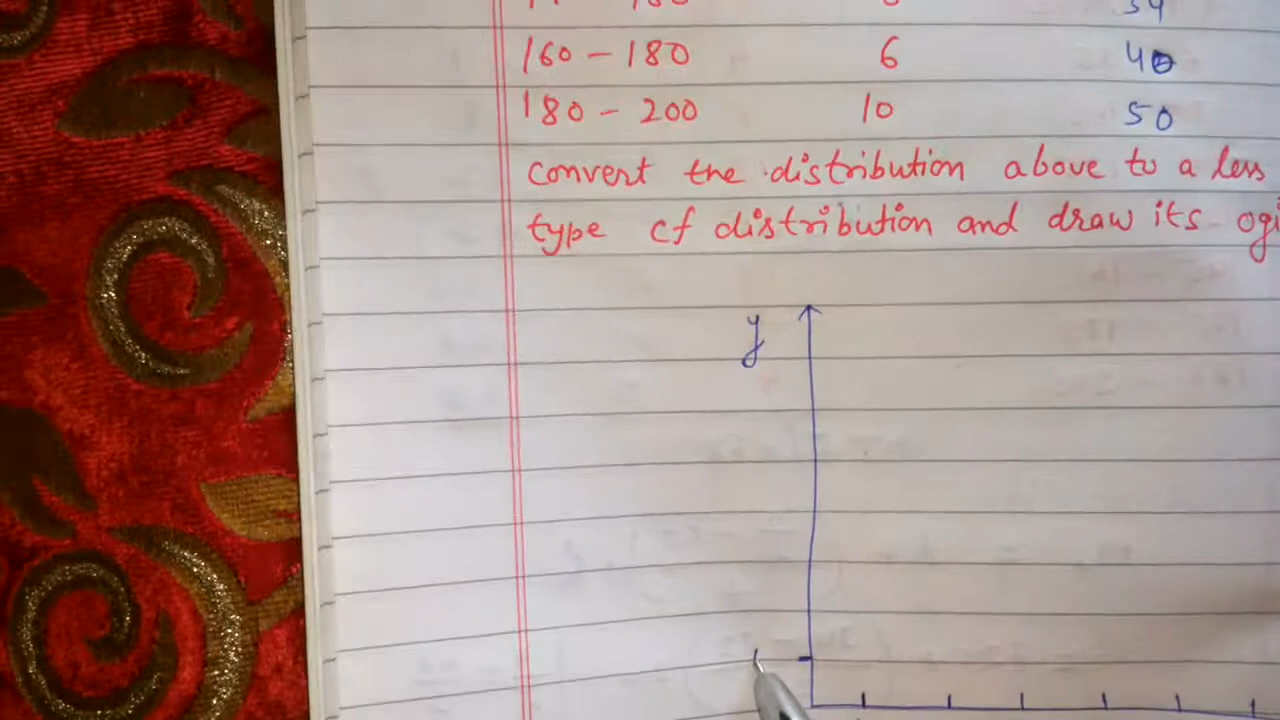 34
160 - 180 6 40
180 - 200 10 50
convert the distribution above to a less
type cf distribution and draw its
y